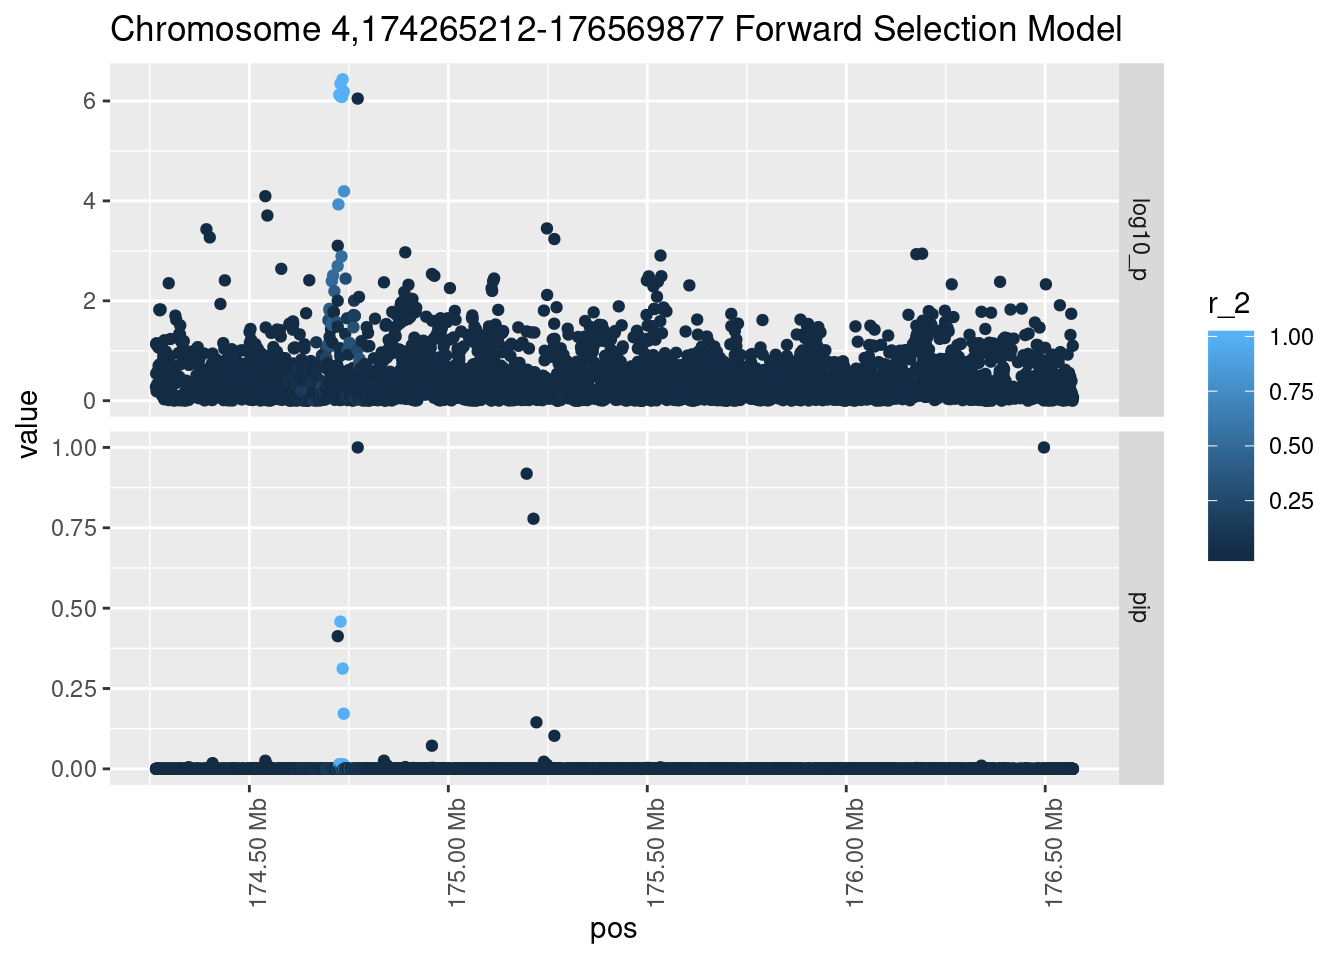 Chromosome 4,174265212-176569877 Forward Selection Model
6
4
2
0
log10_p
1.00
0.75
0.50
0.25
0.00
pip
value
174.50 Mb
175.00 Mb
175.50 Mb
176.00 Mb
176.50 Mb
pos
r_2
1.00
0.75
0.50
0.25